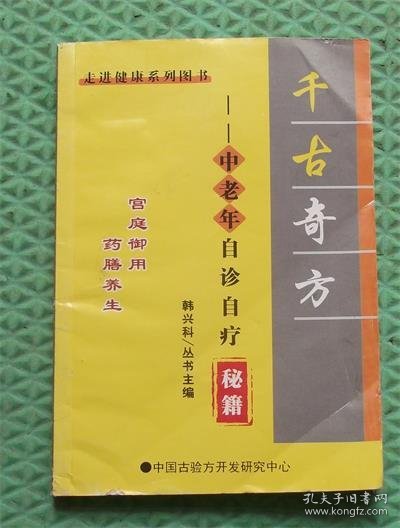 走进健康系列图书
千古奇方
——中老年自诊自疗
秘籍
宫庭御用
药膳养生
韩兴科/丛书主编
●中国古验方开发研究中心
孔夫子旧书网
www.kongfz.com